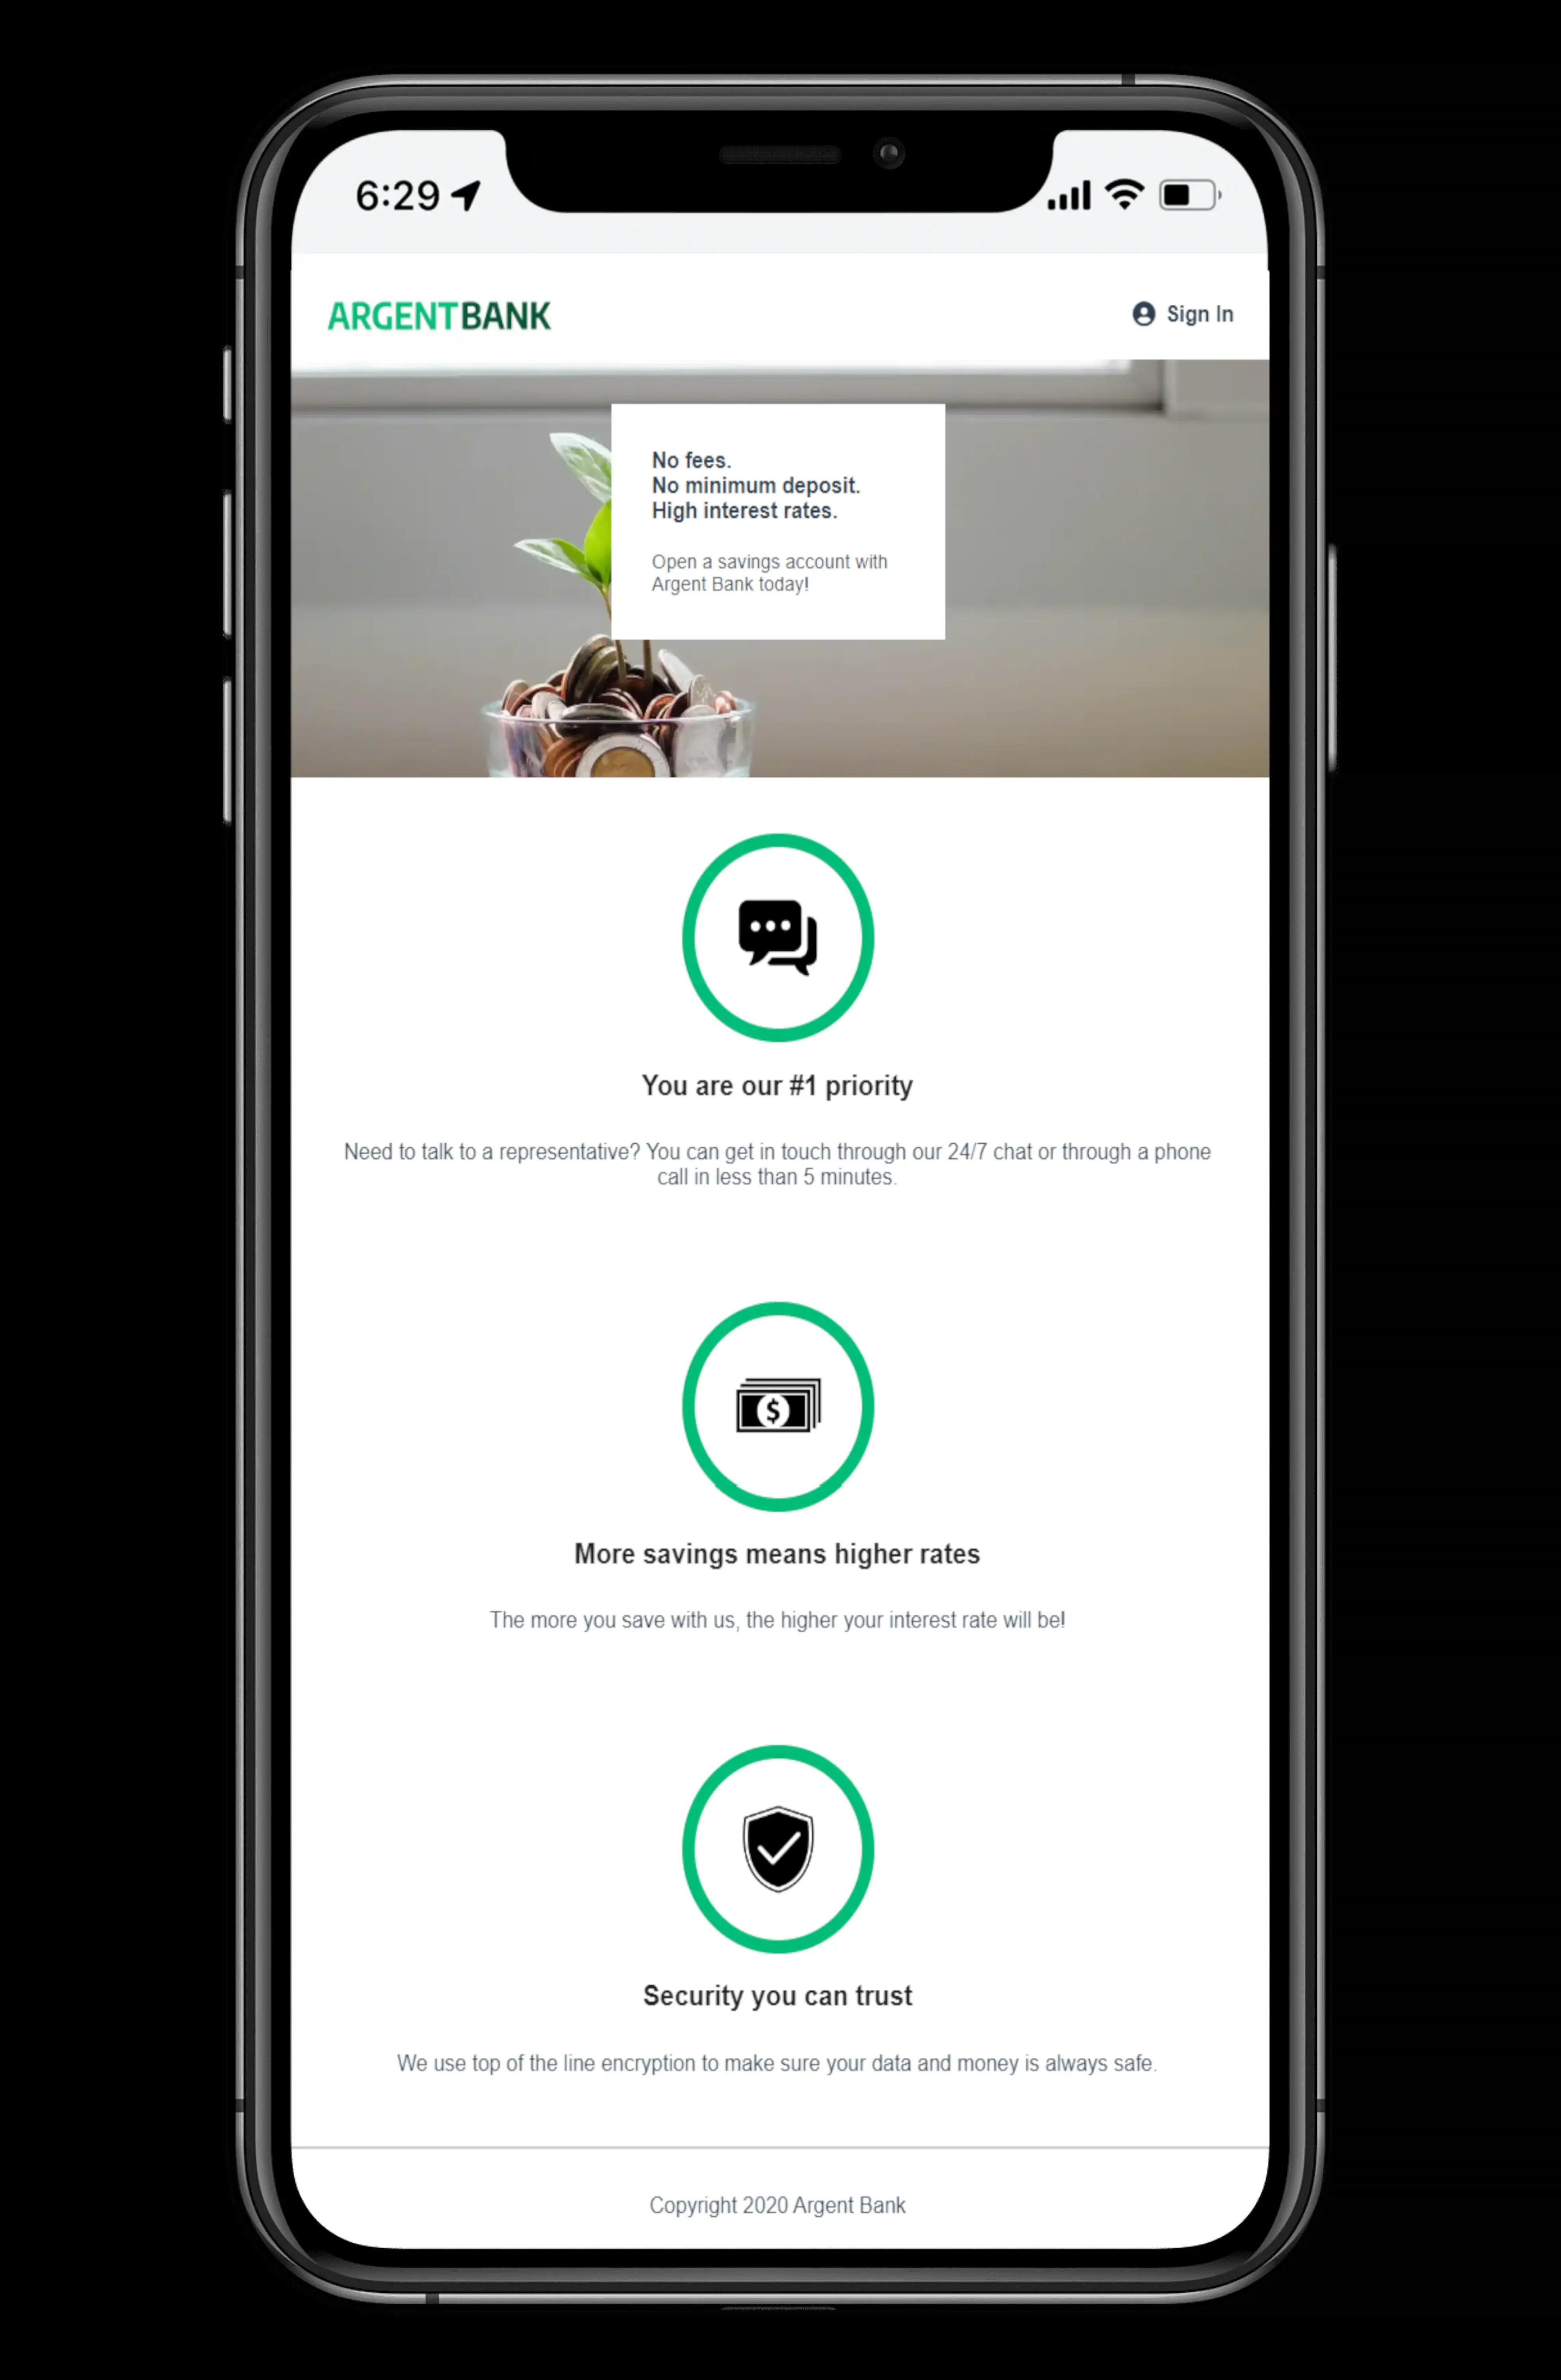 6:29
ARGENTBANK
Sign In
No fees.
No minimum deposit.
High interest rates.
Open a savings account with
Argent Bank today!
You are our #1 priority
Need to talk to a representative? You can get in touch through our 24/7 chat or through a phone
call in less than 5 minutes.
$
More savings means higher rates
The more you save with us, the higher your interest rate will be!
Security you can trust
We use top of the line encryption to make sure your data and money is always safe.
Copyright 2020 Argent Bank